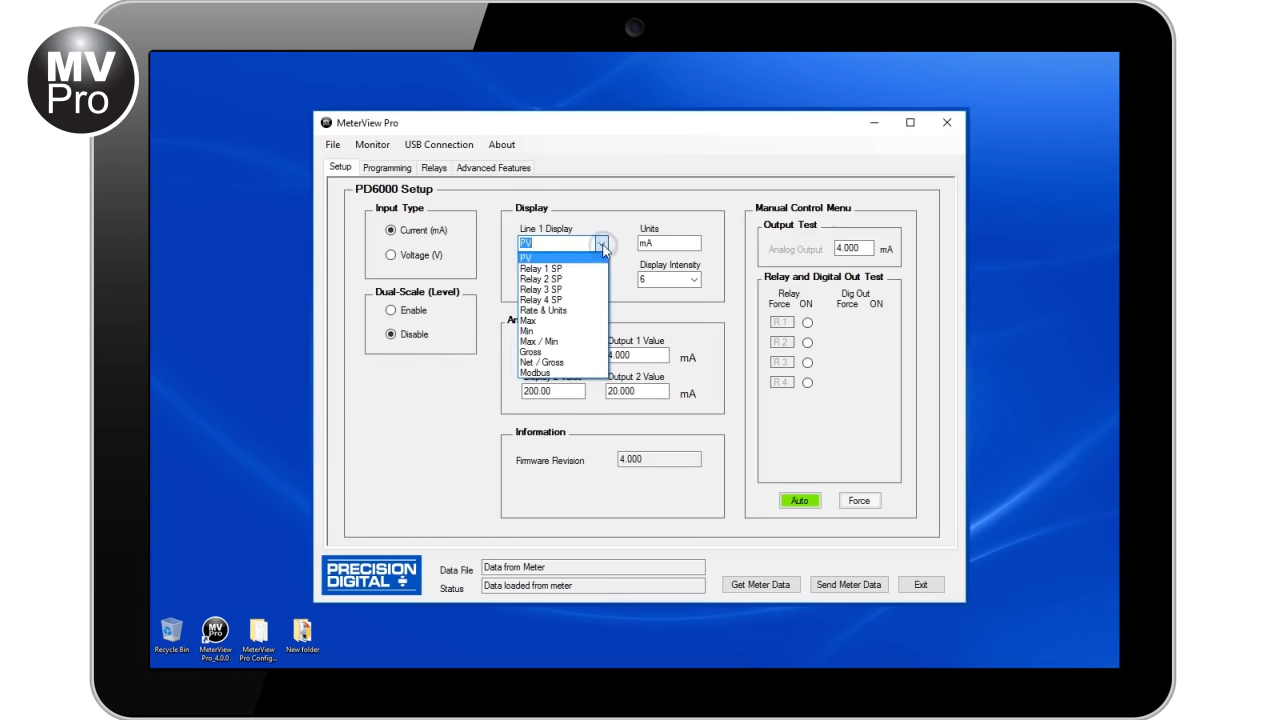 MV
Pro
MeterView Pro
File Monitor USB Connection About
Setup Programming Relays Advanced Features
PD6000 Setup
Input Type
Current (mA)
Voltage (V)
Dual-Scale (Level)
Enable
Disable
Display
Line 1 Display
PV
PV
Relay 1 SP
Relay 2 SP
Relay 3 SP
Relay 4 SP
Rate & Units
Max
Min
Max / Min
Gross
Net / Gross
Modbus
Units
mA
Display Intensity
6
Output 1 Value
4.000 mA
Output 2 Value
200.00
20.000 mA
Information
Firmware Revision 4.000
Manual Control Menu
Output Test
Analog Output 4.000 mA
Relay and Digital Out Test
Relay Dig Out
Force ON Force ON
R 1
R 2
R 3
R 4
Auto Force
PRECISION
DIGITAL
Data File Data from Meter
Status Data loaded from meter
Get Meter Data Send Meter Data Exit
MV
Pro
Recycle Bin
MeterView
Pro_4.0.0
MeterView
Pro Config...
New folder